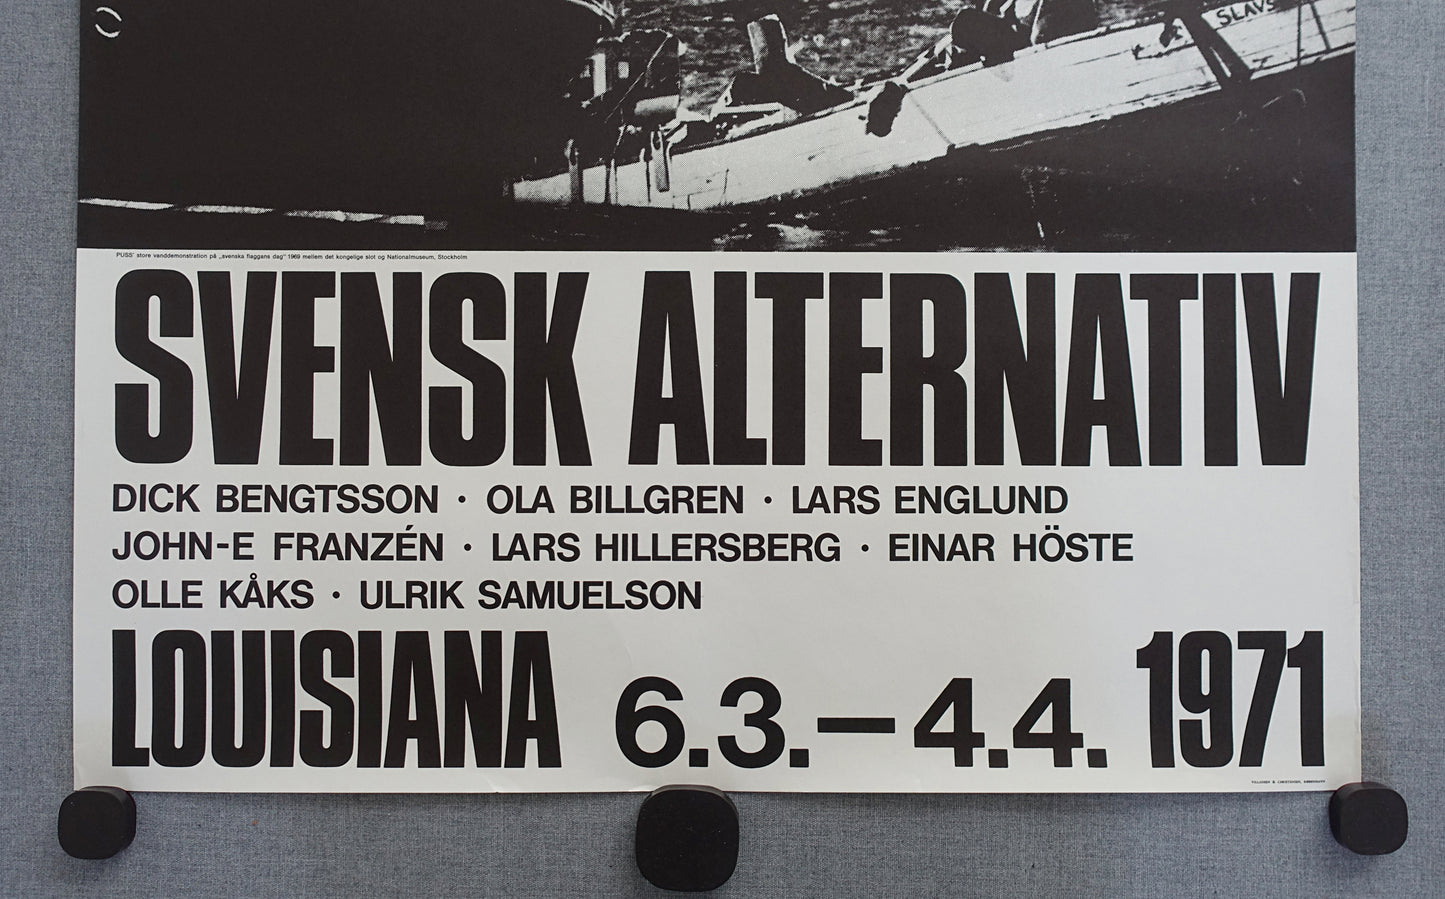 SLAVS
PUSS' store vanddemonstration på „svenska flaggans dag" 1969 mellem det kongelige slot og Nationalmuseum, Stockholm.
SVENSK ALTERNATIV
DICK BENGTSSON · OLA BILLGREN · LARS ENGLUND
JOHN-E FRANZÉN · LARS HILLERSBERG · EINAR HÖSTE
OLLE KÅKS · ULRIK SAMUELSON
LOUISIANA 6.3.–4.4. 1971